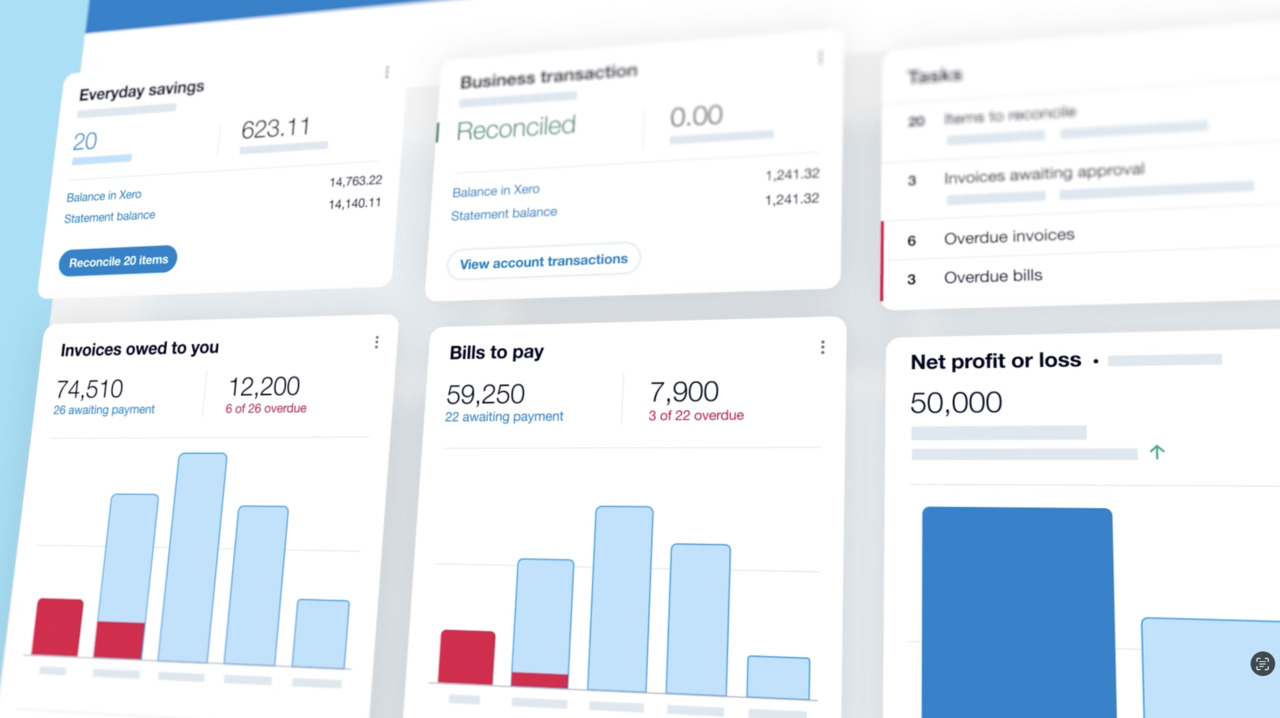 Everyday savings
20
623.11
Balance in Xero 14,763.22
Statement balance 14,140.11
Reconcile 20 items
Business transaction
Reconciled
0.00
Balance in Xero 1,241.32
Statement balance 1,241.32
View account transactions
Tasks
20 Items to reconcile
3 Invoices awaiting approval
6 Overdue invoices
3 Overdue bills
Invoices owed to you
74,510
26 awaiting payment
12,200
6 of 26 overdue
Bills to pay
59,250
22 awaiting payment
7,900
3 of 22 overdue
Net profit or loss •
50,000